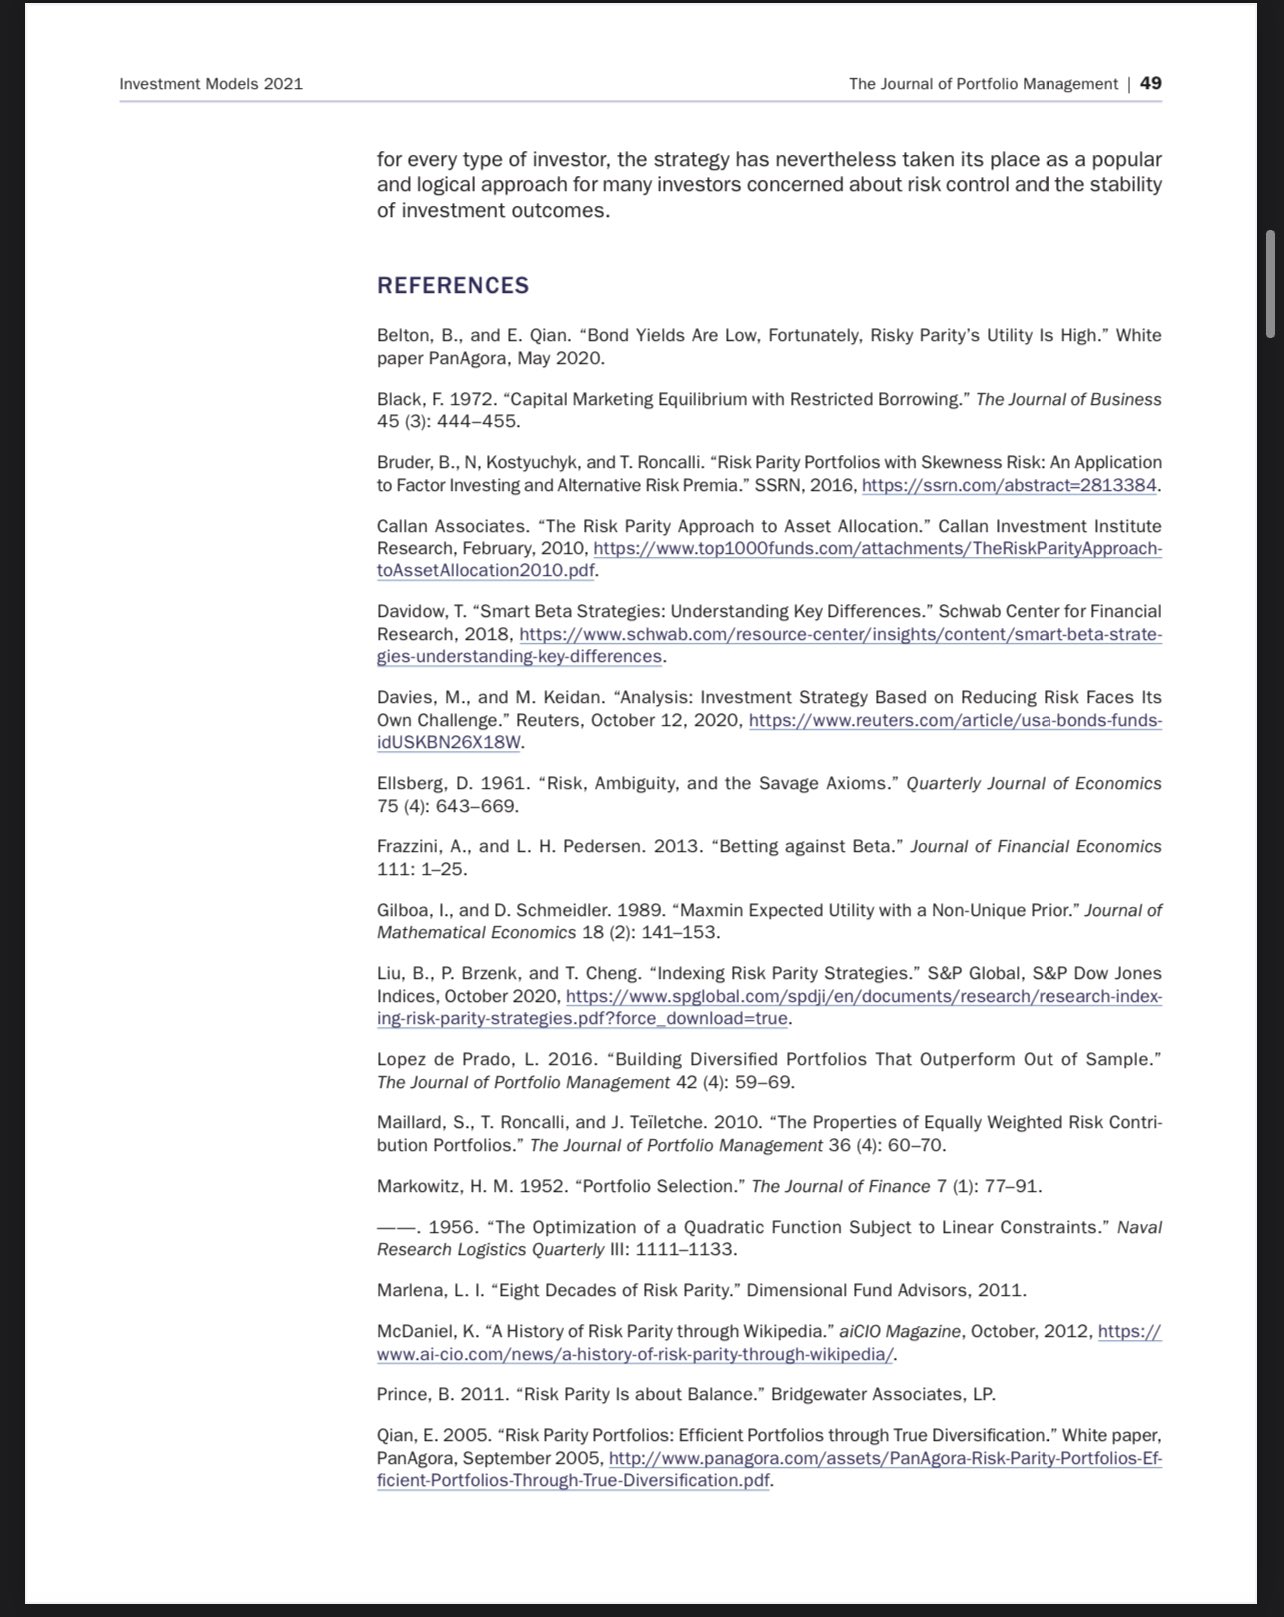 Investment Models 2021
The Journal of Portfolio Management | 49
for every type of investor, the strategy has nevertheless taken its place as a popular
and logical approach for many investors concerned about risk control and the stability
of investment outcomes.
REFERENCES
Belton, B., and E. Qian. “Bond Yields Are Low, Fortunately, Risky Parity’s Utility Is High.” White
paper PanAgora, May 2020.
Black, F. 1972. “Capital Marketing Equilibrium with Restricted Borrowing.” The Journal of Business
45 (3): 444–455.
Bruder, B., N, Kostyuchyk, and T. Roncalli. “Risk Parity Portfolios with Skewness Risk: An Application
to Factor Investing and Alternative Risk Premia.” SSRN, 2016, https://ssrn.com/abstract=2813384.
Callan Associates. “The Risk Parity Approach to Asset Allocation.” Callan Investment Institute
Research, February, 2010, https://www.top1000funds.com/attachments/TheRiskParityApproach-
toAssetAllocation2010.pdf.
Davidow, T. “Smart Beta Strategies: Understanding Key Differences.” Schwab Center for Financial
Research, 2018, https://www.schwab.com/resource-center/insights/content/smart-beta-strate-
gies-understanding-key-differences.
Davies, M., and M. Keidan. “Analysis: Investment Strategy Based on Reducing Risk Faces Its
Own Challenge.” Reuters, October 12, 2020, https://www.reuters.com/article/usa-bonds-funds-
idUSKBN26X18W.
Ellsberg, D. 1961. “Risk, Ambiguity, and the Savage Axioms.” Quarterly Journal of Economics
75 (4): 643–669.
Frazzini, A., and L. H. Pedersen. 2013. “Betting against Beta.” Journal of Financial Economics
111: 1–25.
Gilboa, I., and D. Schmeidler. 1989. “Maxmin Expected Utility with a Non-Unique Prior.” Journal of
Mathematical Economics 18 (2): 141–153.
Liu, B., P. Brzenk, and T. Cheng. “Indexing Risk Parity Strategies.” S&P Global, S&P Dow Jones
Indices, October 2020, https://www.spglobal.com/spdji/en/documents/research/research-index-
ing-risk-parity-strategies.pdf?force_download=true.
Lopez de Prado, L. 2016. “Building Diversified Portfolios That Outperform Out of Sample.”
The Journal of Portfolio Management 42 (4): 59–69.
Maillard, S., T. Roncalli, and J. Teïletche. 2010. “The Properties of Equally Weighted Risk Contri-
bution Portfolios.” The Journal of Portfolio Management 36 (4): 60–70.
Markowitz, H. M. 1952. “Portfolio Selection.” The Journal of Finance 7 (1): 77–91.
——. 1956. “The Optimization of a Quadratic Function Subject to Linear Constraints.” Naval
Research Logistics Quarterly III: 1111–1133.
Marlena, L. I. “Eight Decades of Risk Parity.” Dimensional Fund Advisors, 2011.
McDaniel, K. “A History of Risk Parity through Wikipedia.” aiCIO Magazine, October, 2012, https://
www.ai-cio.com/news/a-history-of-risk-parity-through-wikipedia/.
Prince, B. 2011. “Risk Parity Is about Balance.” Bridgewater Associates, LP.
Qian, E. 2005. “Risk Parity Portfolios: Efficient Portfolios through True Diversification.” White paper,
PanAgora, September 2005, http://www.panagora.com/assets/PanAgora-Risk-Parity-Portfolios-Ef-
ficient-Portfolios-Through-True-Diversification.pdf.